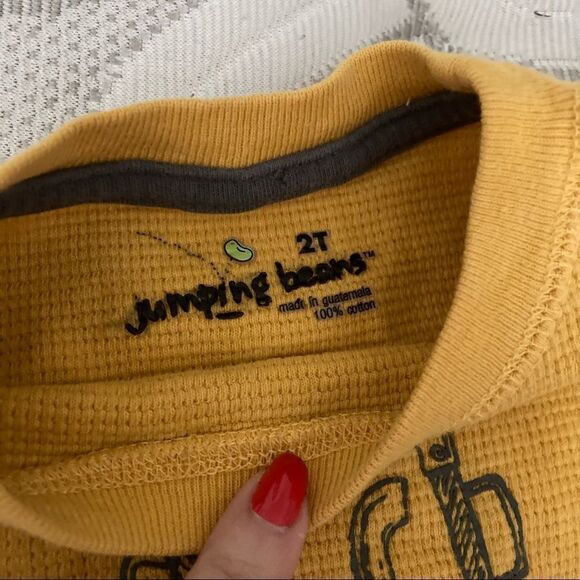 2T
jumping beans™
made in guatemala
100% cotton